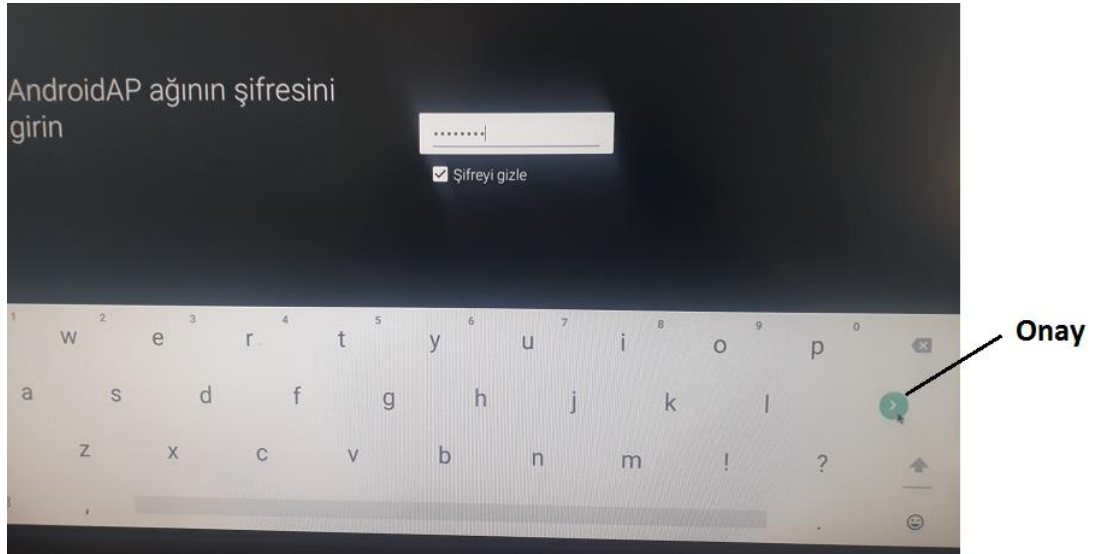 AndroidAP ağının şifresini
girin
••••••••
Şifreyi gizle
1 2 3 4 5 6 7 8 9 0
w e r t y u i o p
Onay
a s d f g h j k l
z x c v b n m ! ?
, .